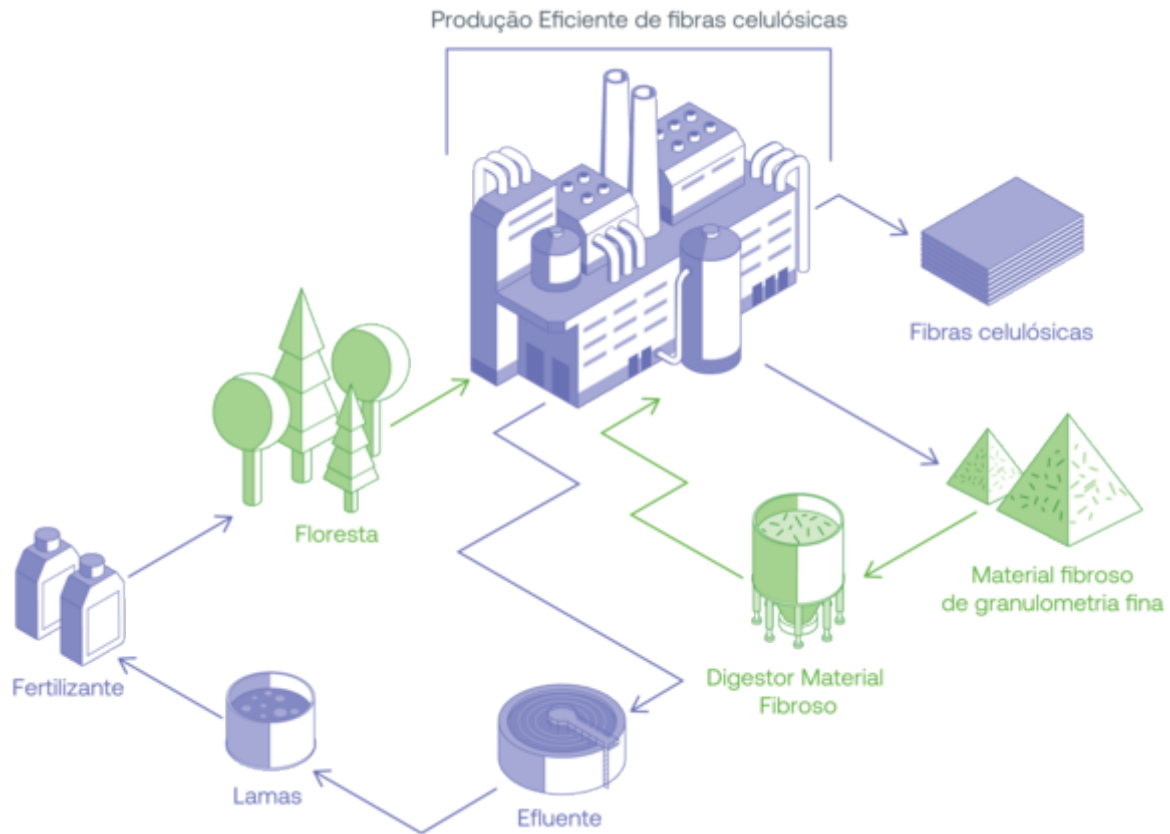 Produção Eficiente de fibras celulósicas
Fibras celulósicas
Floresta
Material fibroso
de granulometria fina
Digestor Material
Fibroso
Fertilizante
Lamas
Efluente